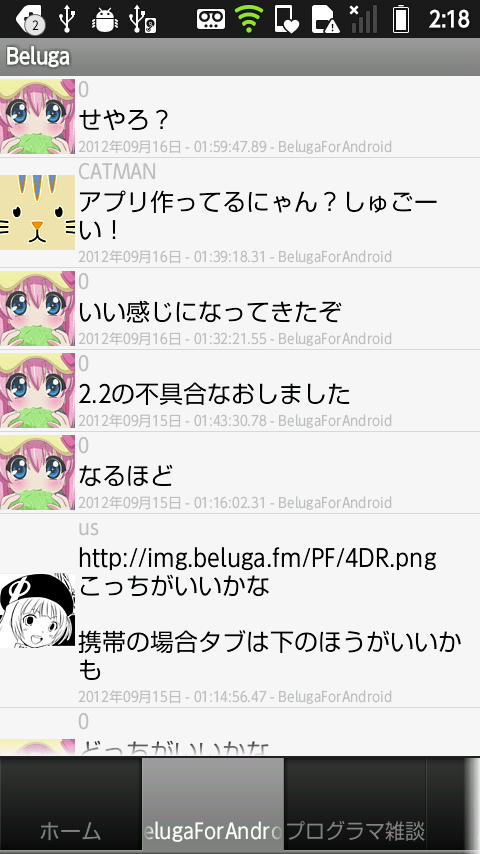 2
2:18
Beluga
0
せやろ？
2012年09月16日 - 01:59:47.89 - BelugaForAndroid
CATMAN
アプリ作ってるにゃん？しゅごー
い！
2012年09月16日 - 01:39:18.31 - BelugaForAndroid
0
いい感じになってきたぞ
2012年09月16日 - 01:32:21.55 - BelugaForAndroid
0
2.2の不具合なおしました
2012年09月15日 - 01:43:30.78 - BelugaForAndroid
0
なるほど
2012年09月15日 - 01:16:02.31 - BelugaForAndroid
us
http://img.beluga.fm/PF/4DR.png
こっちがいいかな
携帯の場合タブは下のほうがいいか
も
2012年09月15日 - 01:14:56.47 - BelugaForAndroid
0
どっちがいいかな
ホーム elugaForAndro プログラマ雑談